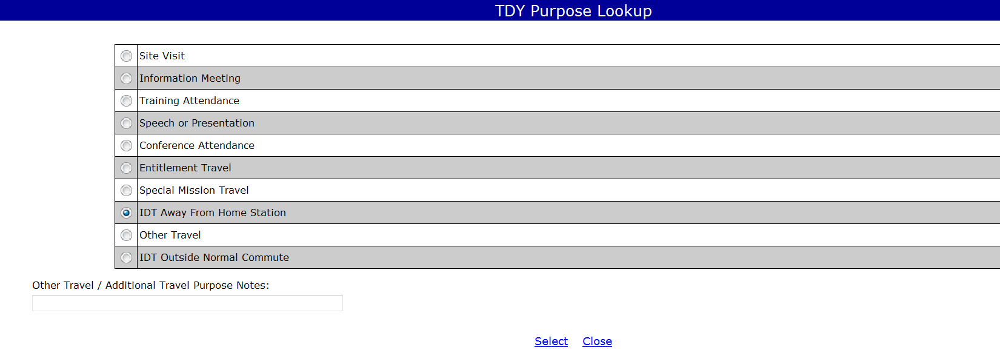 TDY Purpose Lookup
Site Visit
Information Meeting
Training Attendance
Speech or Presentation
Conference Attendance
Entitlement Travel
Special Mission Travel
IDT Away From Home Station
Other Travel
IDT Outside Normal Commute
Other Travel / Additional Travel Purpose Notes:
Select Close